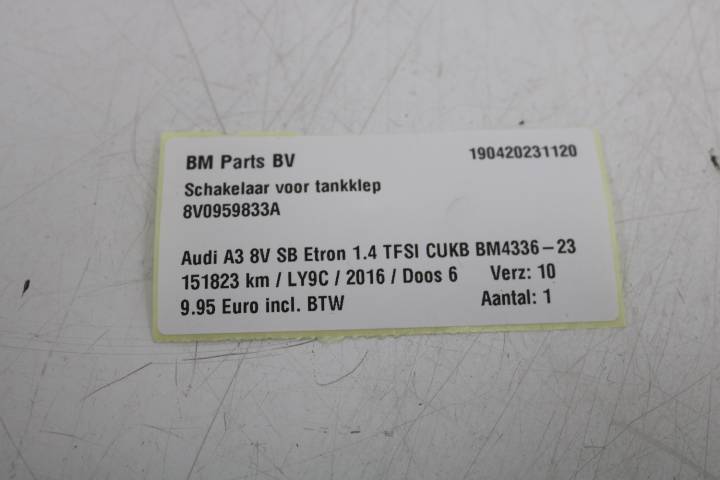 BM Parts BV 190420231120
Schakelaar voor tankklep
8V0959833A
Audi A3 8V SB Etron 1.4 TFSI CUKB BM4336-23
151823 km / LY9C / 2016 / Doos 6 Verz: 10
9.95 Euro incl. BTW Aantal: 1